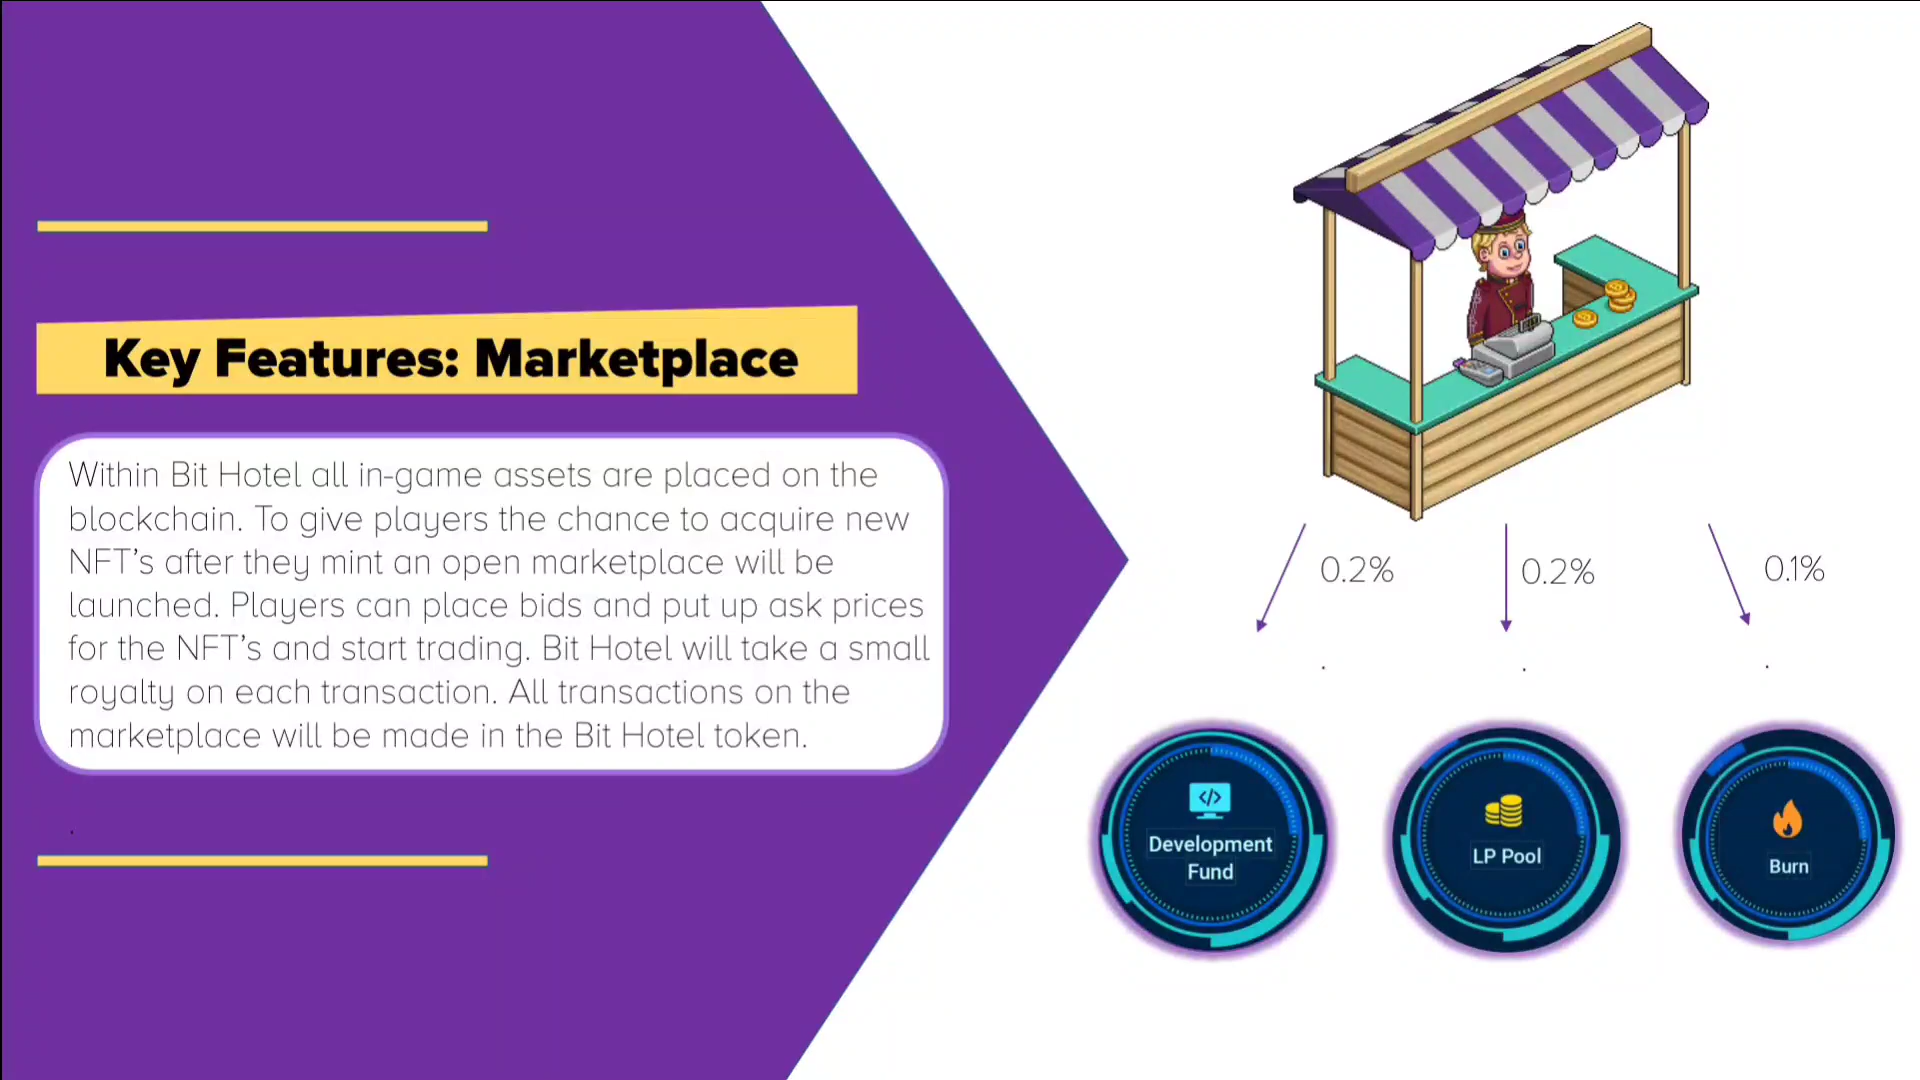 Key Features: Marketplace
Within Bit Hotel all in-game assets are placed on the
blockchain. To give players the chance to acquire new
NFT's after they mint an open marketplace will be
launched. Players can place bids and put up ask prices
for the NFT's and start trading. Bit Hotel will take a small
royalty on each transaction. All transactions on the
marketplace will be made in the Bit Hotel token.
.
0.2%
0.2%
0.1%
.
.
.
Development
Fund
LP Pool
Burn